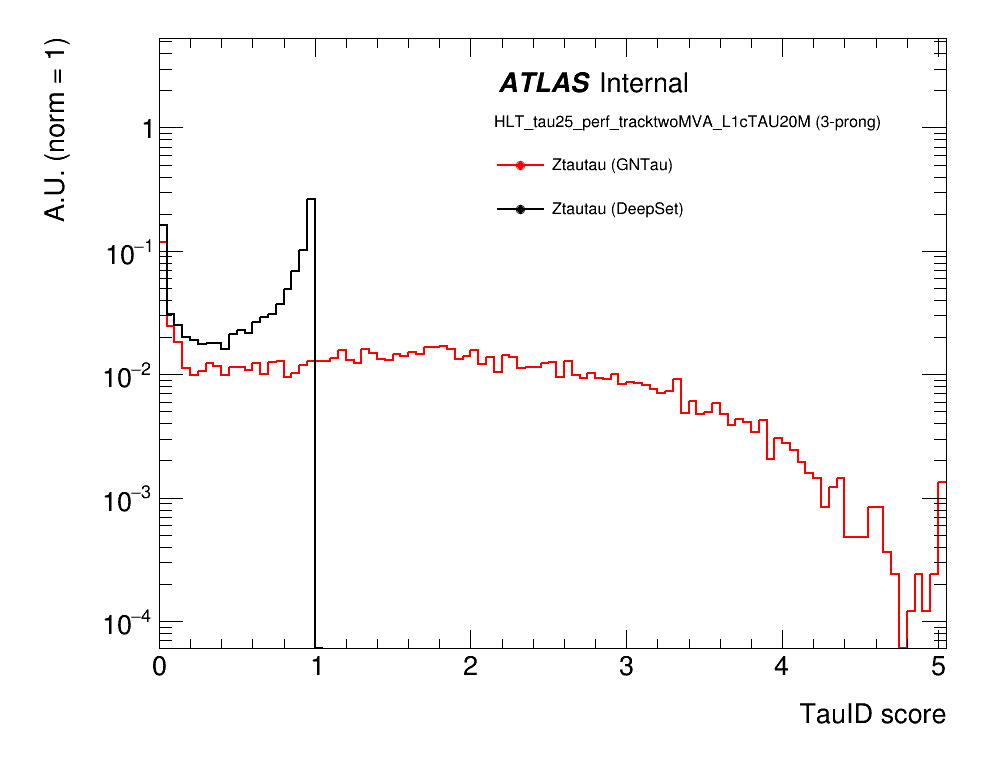 A.U. (norm = 1)
ATLAS Internal
HLT_tau25_perf_tracktwoMVA_L1cTAU20M (3-prong)
Ztautau (GNTau)
Ztautau (DeepSet)
1
10⁻¹
10⁻²
10⁻³
10⁻⁴
0 1 2 3 4 5
TauID score